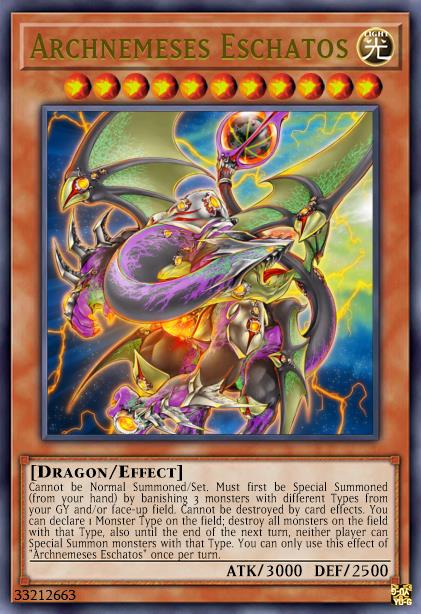 ARCHNEMESES ESCHATOS
LIGHT
光
[DRAGON/EFFECT]
Cannot be Normal Summoned/Set. Must first be Special Summoned
(from your hand) by banishing 3 monsters with different Types from
your GY and/or face-up field. Cannot be destroyed by card effects. You
can declare 1 Monster Type on the field; destroy all monsters on the
field with that Type, also until the end of the next turn, neither player can
Special Summon monsters with that Type. You can only use this effect of
"Archnemeses Eschatos" once per turn.
ATK/3000 DEF/2500
33212663